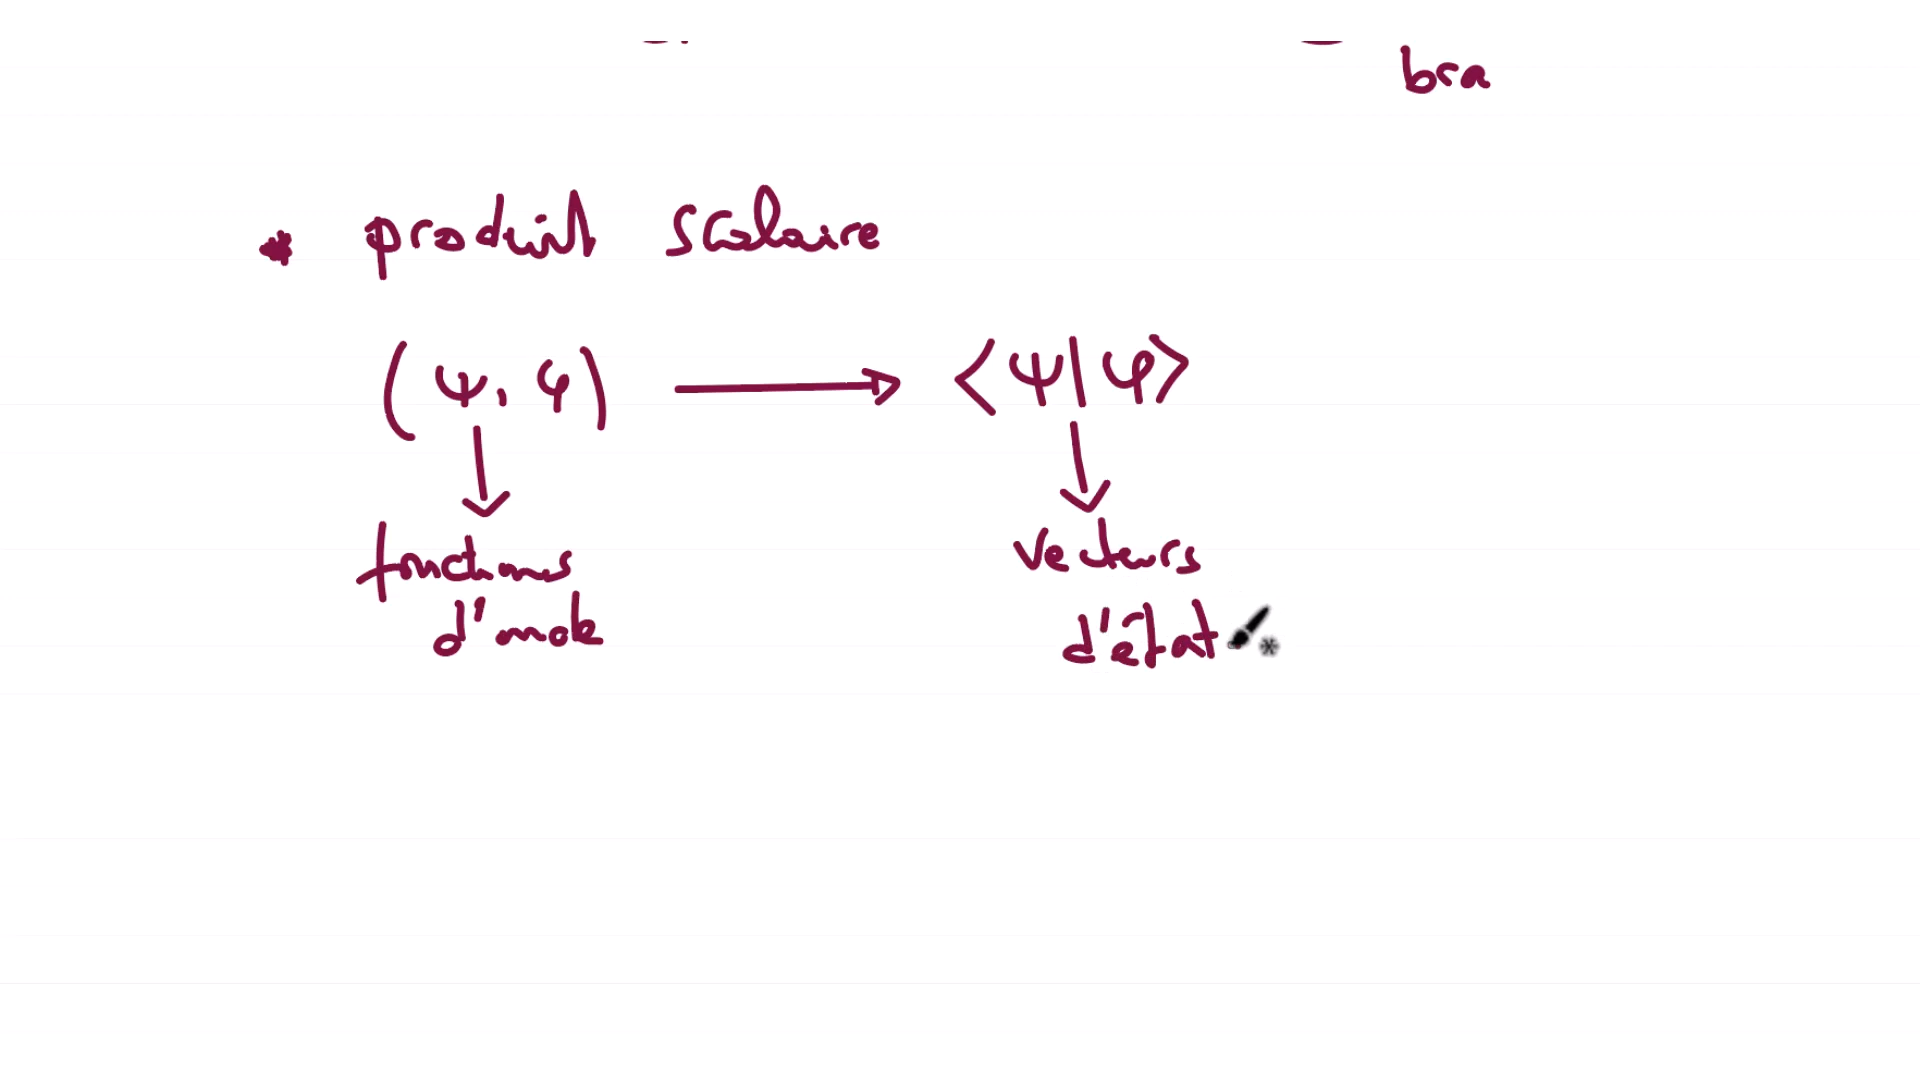 bra
* produit scalaire
(ψ, φ) → ⟨ψ|φ⟩
fonctions vecteurs
d'onde d'état